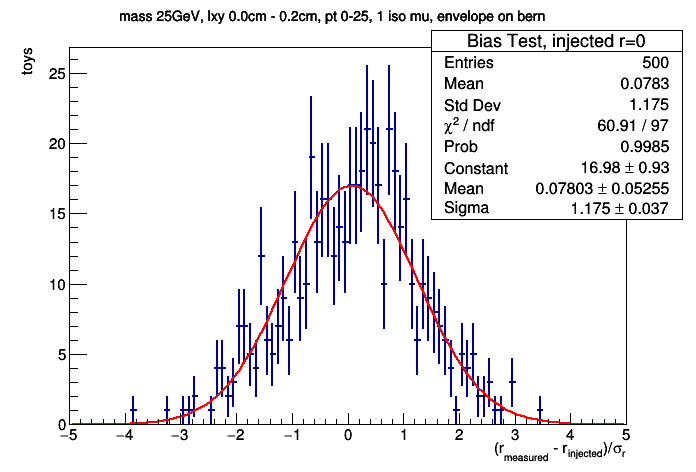 mass 25GeV, lxy 0.0cm - 0.2cm, pt 0-25, 1 iso mu, envelope on bern
Bias Test, injected r=0
Entries 500
Mean 0.0783
Std Dev 1.175
χ² / ndf 60.91 / 97
Prob 0.9985
Constant 16.98 ± 0.93
Mean 0.07803 ± 0.05255
Sigma 1.175 ± 0.037
toys
25
20
15
10
5
0
−5 −4 −3 −2 −1 0 1 2 3 4 5
(r_measured - r_injected)/σ_r